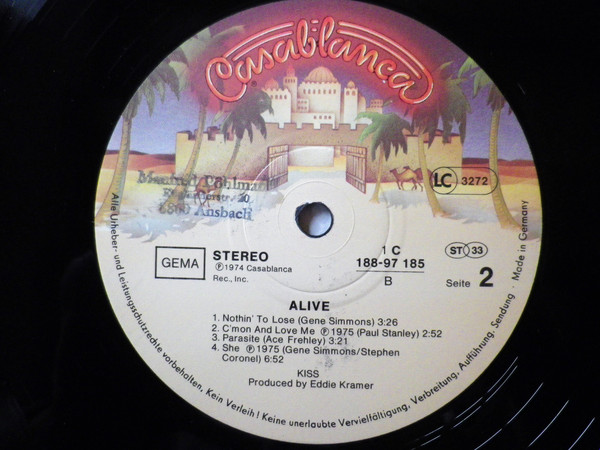 Casablanca
LC 3272
Manfred
Ansbach
GEMA
STEREO
℗1974 Casablanca
Rec., Inc.
1 C
188-97 185
B
ST 33
Seite 2
ALIVE
1. Nothin' To Lose (Gene Simmons) 3:26
2. C'mon And Love Me ℗ 1975 (Paul Stanley) 2:52
3. Parasite (Ace Frehley) 3:21
4. She ℗ 1975 (Gene Simmons/Stephen
Coronel) 6:52
KISS
Produced by Eddie Kramer
Alle Urheber- und Leistungsschutzrechte vorbehalten, Kein Verleih! Keine unerlaubte Vervielfältigung, Verbreitung, Aufführung, Sendung · Made in Germany